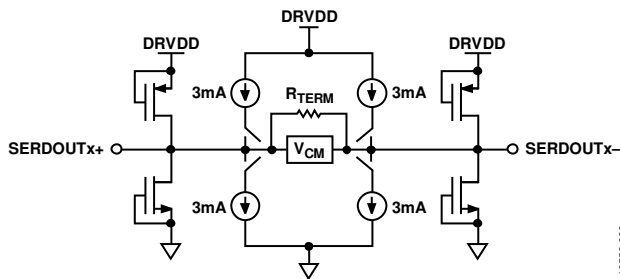 DRVDD
DRVDD
DRVDD
3mA
RTERM
3mA
SERDOUTx+
VCM
SERDOUTx–
3mA
3mA